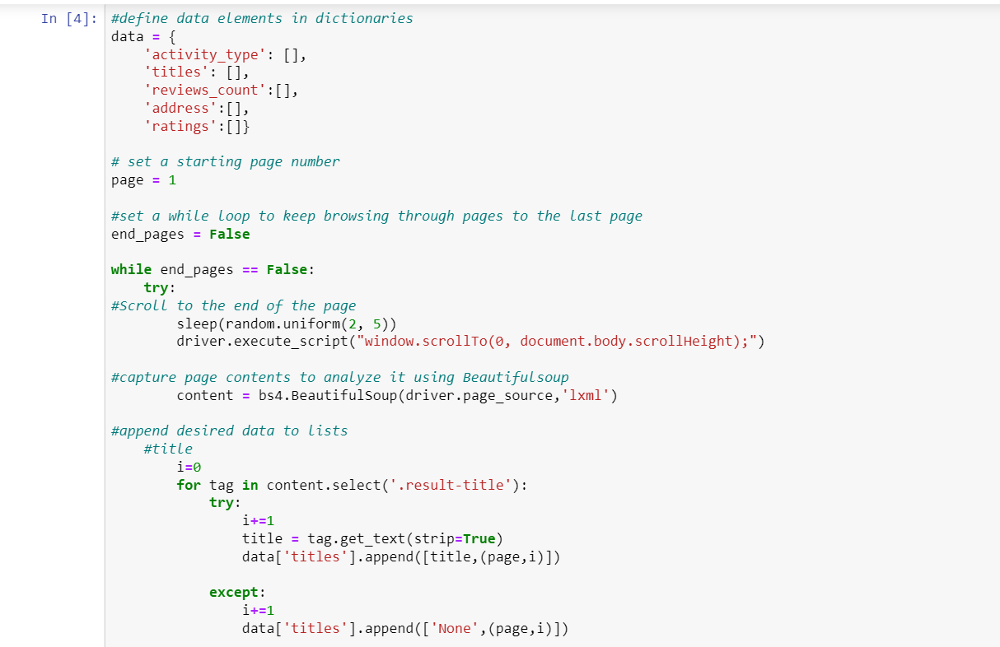 In [4]: #define data elements in dictionaries
data = {
    'activity_type': [],
    'titles': [],
    'reviews_count':[],
    'address':[],
    'ratings':[]}

# set a starting page number
page = 1

#set a while loop to keep browsing through pages to the last page
end_pages = False

while end_pages == False:
    try:
#Scroll to the end of the page
        sleep(random.uniform(2, 5))
        driver.execute_script("window.scrollTo(0, document.body.scrollHeight);")

#capture page contents to analyze it using Beautifulsoup
        content = bs4.BeautifulSoup(driver.page_source,'lxml')

#append desired data to lists
    #title
        i=0
        for tag in content.select('.result-title'):
            try:
                i+=1
                title = tag.get_text(strip=True)
                data['titles'].append([title,(page,i)])

            except:
                i+=1
                data['titles'].append(['None',(page,i)])